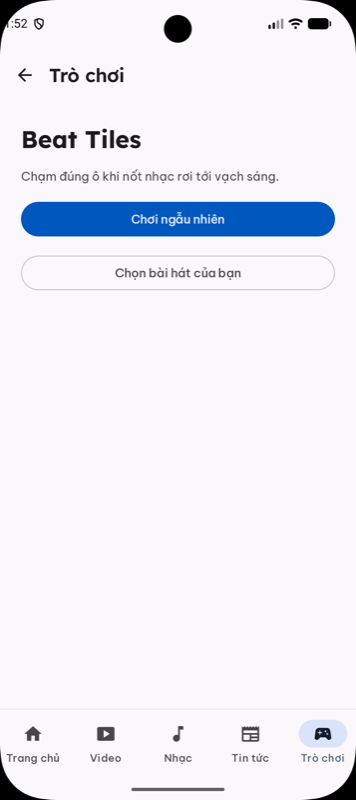 :52
Trò chơi
Beat Tiles
Chạm đúng ô khi nốt nhạc rơi tới vạch sáng.
Chơi ngẫu nhiên
Chọn bài hát của bạn
Trang chủ
Video
Nhạc
Tin tức
Trò chơi